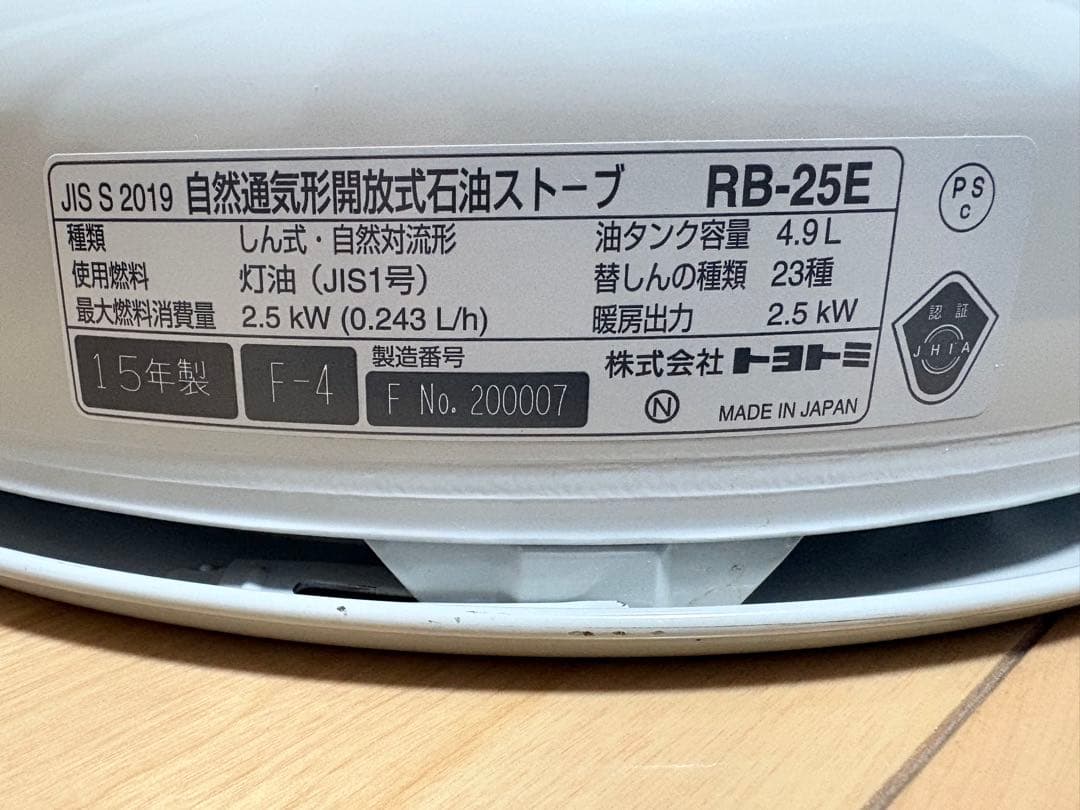 JIS S 2019 自然通気形開放式石油ストーブ RB-25E
種類 しん式・自然対流形 油タンク容量 4.9L
使用燃料 灯油（JIS1号） 替しんの種類 23種
最大燃料消費量 2.5 kW (0.243 L/h) 暖房出力 2.5 kW
15年製 F-4 製造番号 F No. 200007
株式会社 トヨトミ
N MADE IN JAPAN
PS
C
認証
JHIA